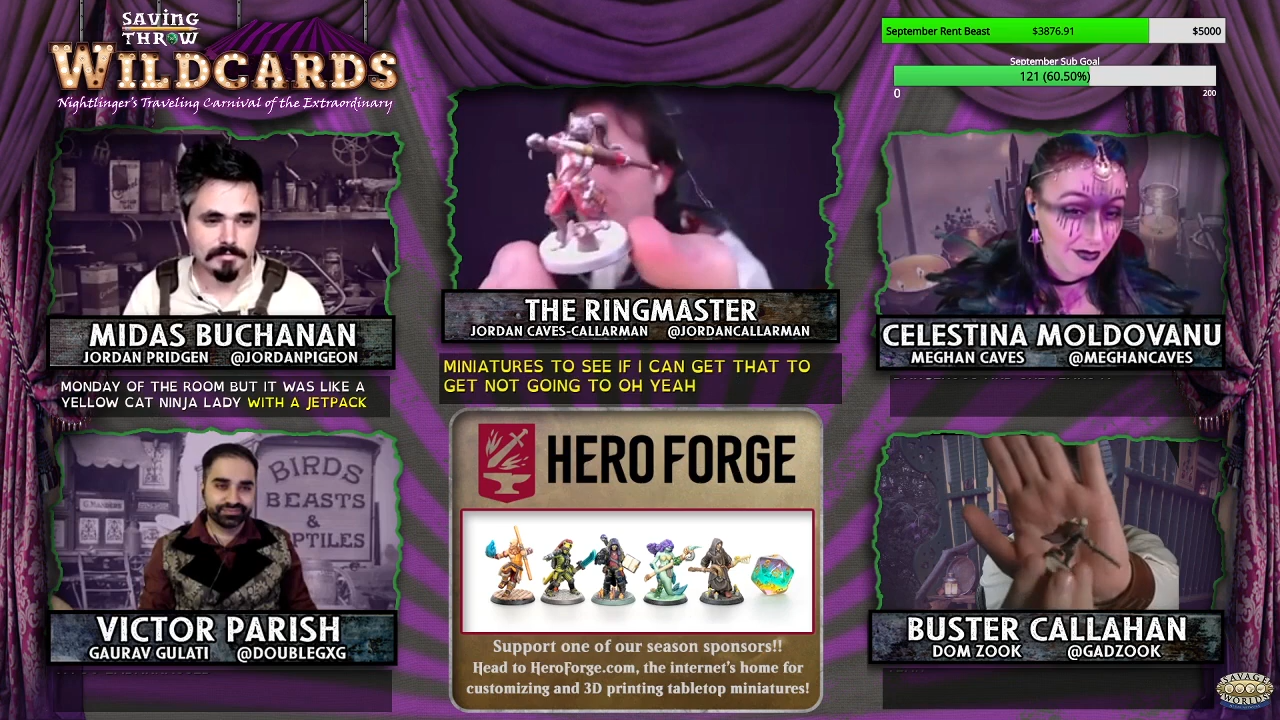 SAVING
THROW
WILDCARDS
Nightlinger's Traveling Carnival of the Extraordinary
September Rent Beast $3876.91 $5000
September Sub Goal
121 (60.50%)
0 200
MIDAS BUCHANAN
JORDAN PRIDGEN @JORDANPIGEON
MONDAY OF THE ROOM BUT IT WAS LIKE A
YELLOW CAT NINJA LADY WITH A JETPACK
THE RINGMASTER
JORDAN CAVES-CALLARMAN @JORDANCALLARMAN
MINIATURES TO SEE IF I CAN GET THAT TO
GET NOT GOING TO OH YEAH
CELESTINA MOLDOVANU
MEGHAN CAVES @MEGHANCAVES
BIRDS
BEASTS
&
VICTOR PARISH
GAURAV GULATI @DOUBLEGXG
HERO FORGE
Support one of our season sponsors!!
Head to HeroForge.com, the internet's home for
customizing and 3D printing tabletop miniatures!
BUSTER CALLAHAN
DOM ZOOK @GADZOOK
SAVAGE
WORLDS